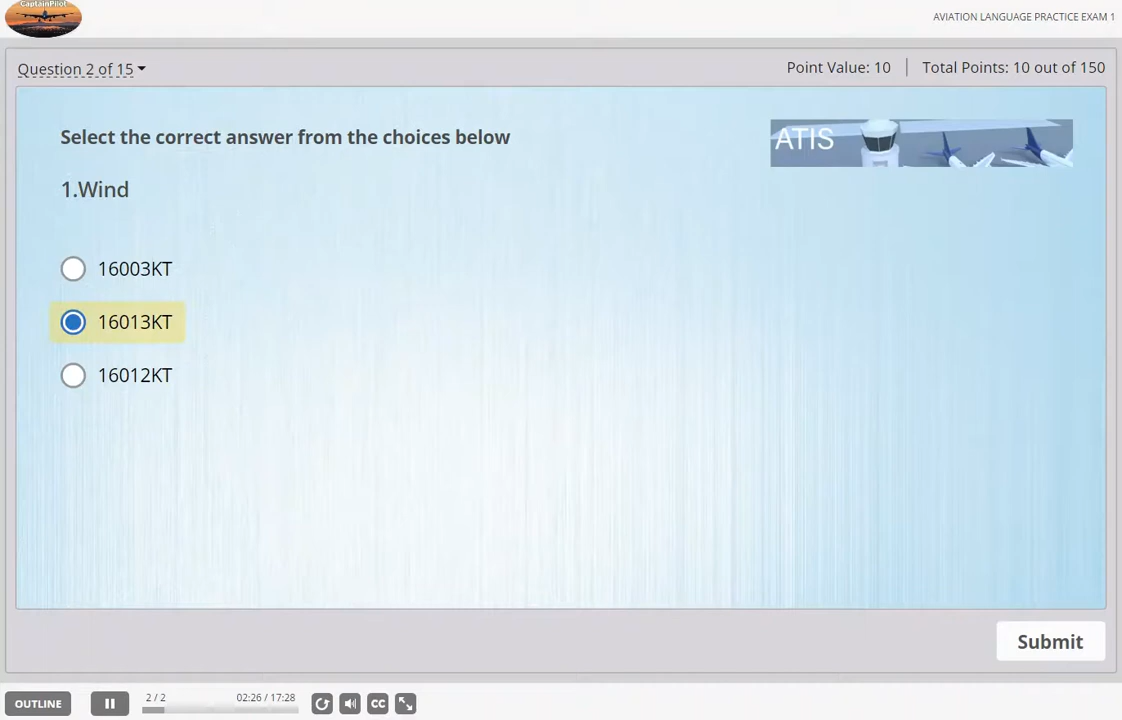 CaptainPilot
AVIATION LANGUAGE PRACTICE EXAM 1
Question 2 of 15
Point Value: 10 | Total Points: 10 out of 150
Select the correct answer from the choices below
ATIS
1.Wind
16003KT
16013KT
16012KT
Submit
OUTLINE
2 / 2
02:26 / 17:28
CC